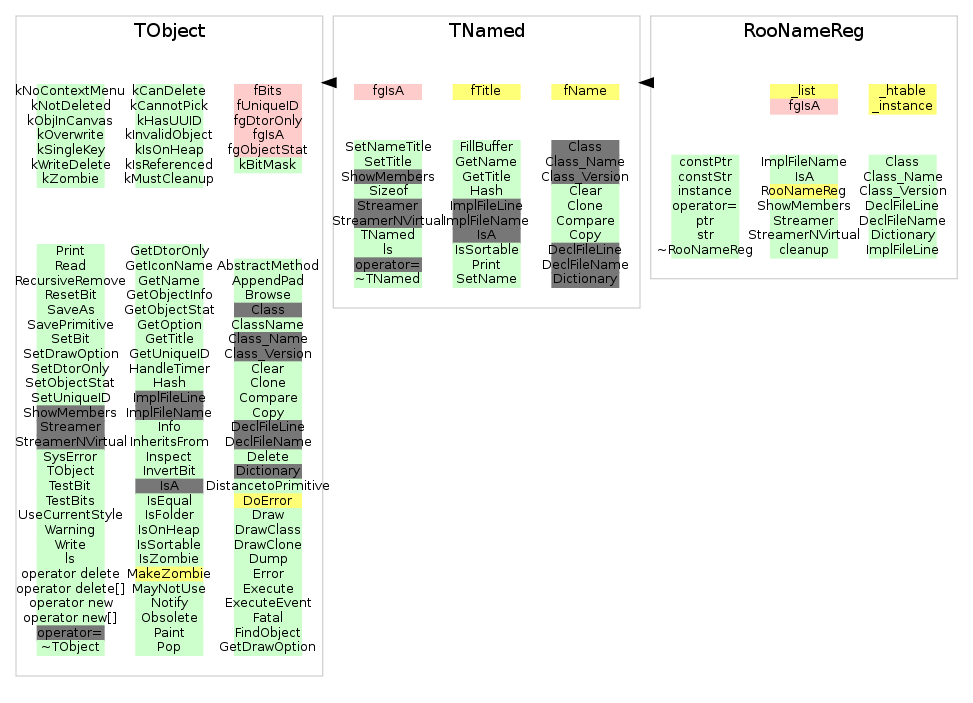 TObject
kNoContextMenu
kNotDeleted
kObjInCanvas
kOverwrite
kSingleKey
kWriteDelete
kZombie
kCanDelete
kCannotPick
kHasUUID
kInvalidObject
kIsOnHeap
kIsReferenced
kMustCleanup
fBits
fUniqueID
fgDtorOnly
fgIsA
fgObjectStat
kBitMask
Print
Read
RecursiveRemove
ResetBit
SaveAs
SavePrimitive
SetBit
SetDrawOption
SetDtorOnly
SetObjectStat
SetUniqueID
ShowMembers
Streamer
StreamerNVirtual
SysError
TObject
TestBit
TestBits
UseCurrentStyle
Warning
Write
ls
operator delete
operator delete[]
operator new
operator new[]
operator=
~TObject
GetDtorOnly
GetIconName
GetName
GetObjectInfo
GetObjectStat
GetOption
GetTitle
GetUniqueID
HandleTimer
Hash
ImplFileLine
ImplFileName
Info
InheritsFrom
Inspect
InvertBit
IsA
IsEqual
IsFolder
IsOnHeap
IsSortable
IsZombie
MakeZombie
MayNotUse
Notify
Obsolete
Paint
Pop
AbstractMethod
AppendPad
Browse
Class
ClassName
Class_Name
Class_Version
Clear
Clone
Compare
Copy
DeclFileLine
DeclFileName
Delete
Dictionary
DistancetoPrimitive
DoError
Draw
DrawClass
DrawClone
Dump
Error
Execute
ExecuteEvent
Fatal
FindObject
GetDrawOption
TNamed
fgIsA
fTitle
fName
SetNameTitle
SetTitle
ShowMembers
Sizeof
Streamer
StreamerNVirtual
TNamed
ls
operator=
~TNamed
FillBuffer
GetName
GetTitle
Hash
ImplFileLine
ImplFileName
IsA
IsSortable
Print
SetName
Class
Class_Name
Class_Version
Clear
Clone
Compare
Copy
DeclFileLine
DeclFileName
Dictionary
RooNameReg
_list
fgIsA
_htable
_instance
constPtr
constStr
instance
operator=
ptr
str
~RooNameReg
ImplFileName
IsA
RooNameReg
ShowMembers
Streamer
StreamerNVirtual
cleanup
Class
Class_Name
Class_Version
DeclFileLine
DeclFileName
Dictionary
ImplFileLine